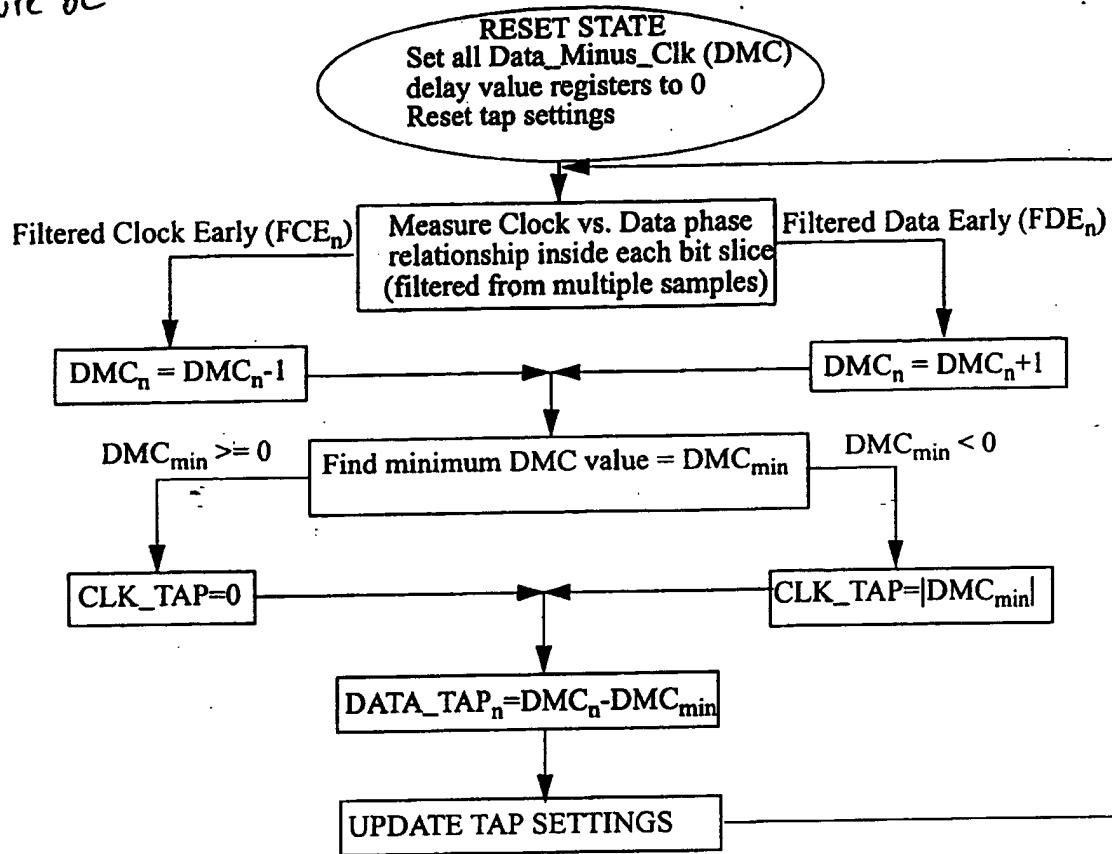 RESET STATE
Set all Data_Minus_Clk (DMC)
delay value registers to 0
Reset tap settings
Filtered Clock Early (FCEn)
Measure Clock vs. Data phase
relationship inside each bit slice
(filtered from multiple samples)
Filtered Data Early (FDEn)
DMCn = DMCn-1
DMCn = DMCn+1
DMCmin >= 0
Find minimum DMC value = DMCmin
DMCmin < 0
CLK_TAP=0
CLK_TAP=|DMCmin|
DATA_TAPn=DMCn-DMCmin
UPDATE TAP SETTINGS